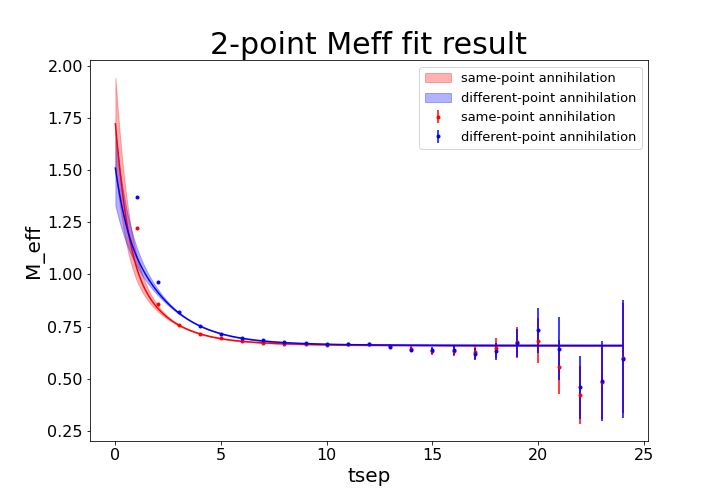 2-point Meff fit result
same-point annihilation
different-point annihilation
same-point annihilation
different-point annihilation
M_eff
2.00
1.75
1.50
1.25
1.00
0.75
0.50
0.25
0
5
10
15
20
25
tsep